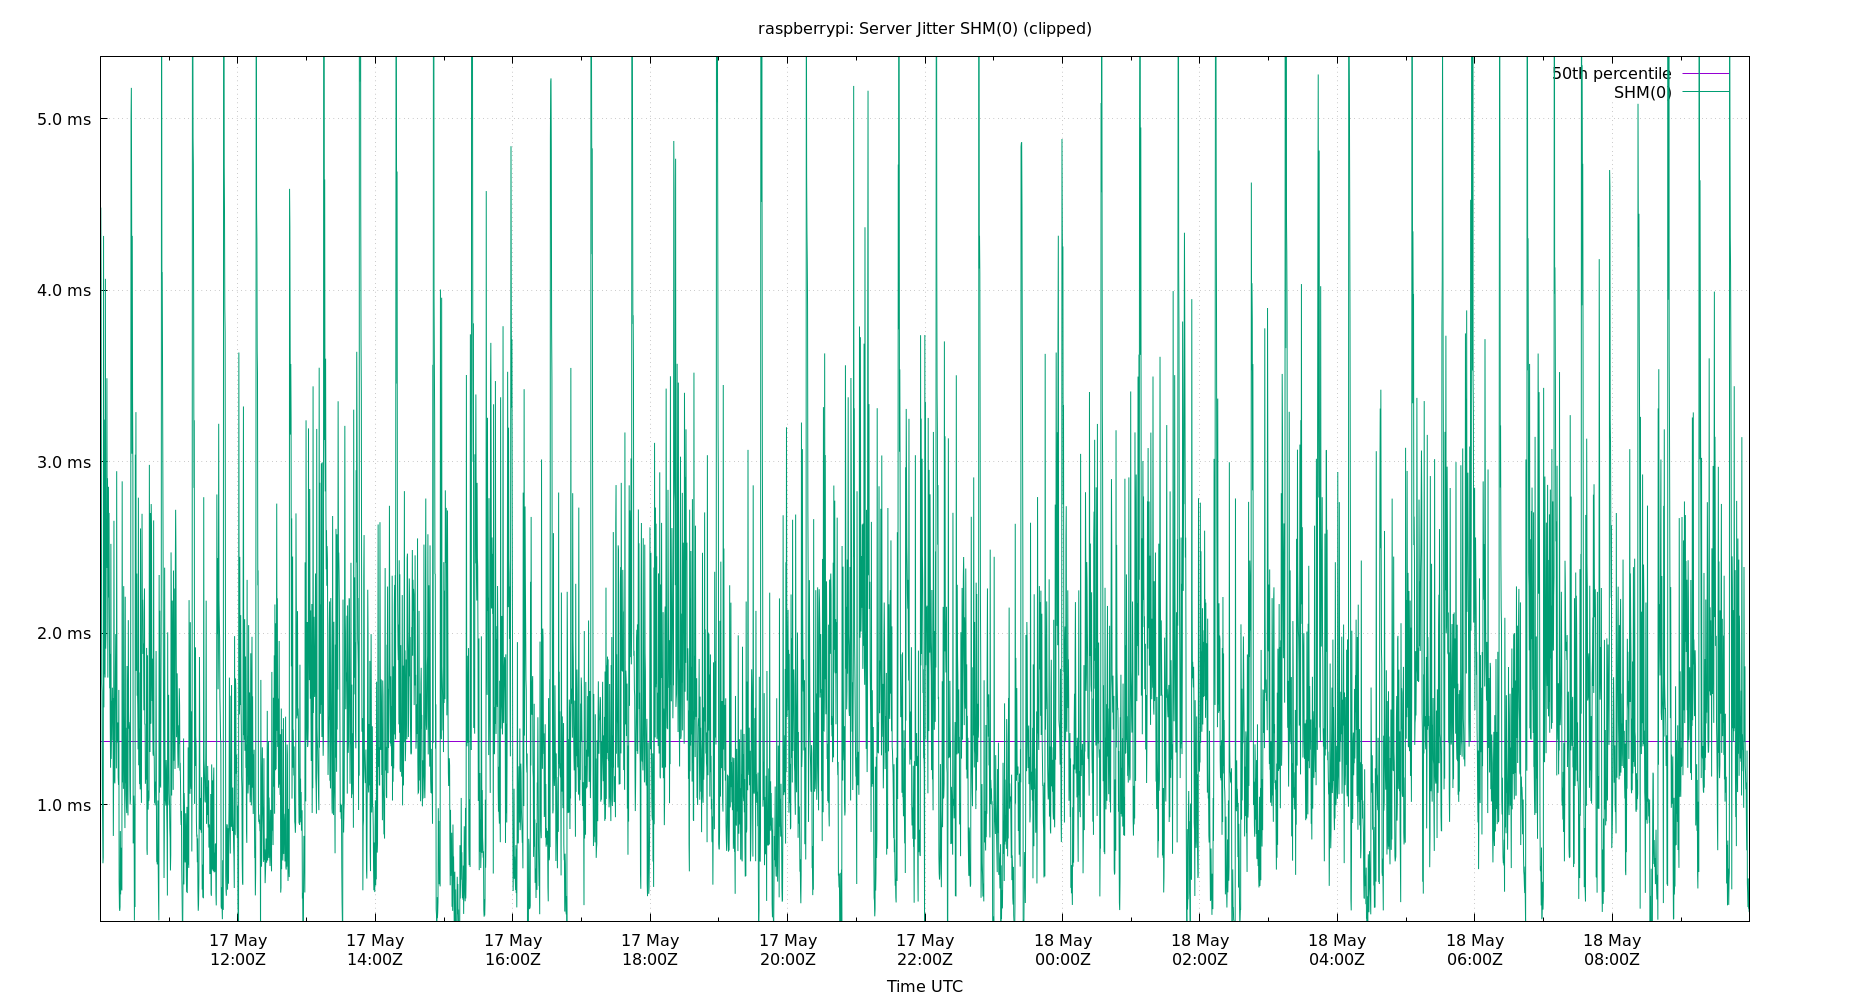 raspberrypi: Server Jitter SHM(0) (clipped)
50th percentile
SHM(0)
5.0 ms
4.0 ms
3.0 ms
2.0 ms
1.0 ms
17 May 17 May 17 May 17 May 17 May 17 May 18 May 18 May 18 May 18 May 18 May
12:00Z 14:00Z 16:00Z 18:00Z 20:00Z 22:00Z 00:00Z 02:00Z 04:00Z 06:00Z 08:00Z
Time UTC